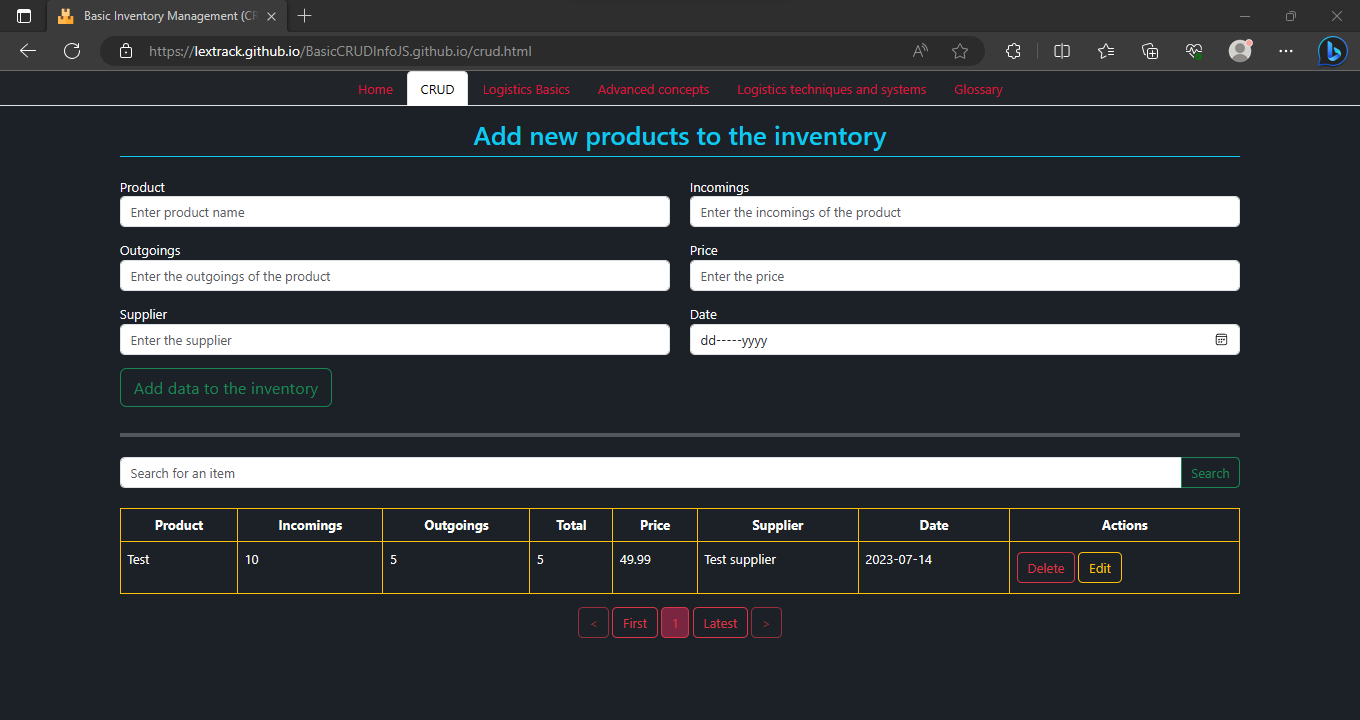 Basic Inventory Management (CR
https://lextrack.github.io/BasicCRUDInfoJS.github.io/crud.html
Home CRUD Logistics Basics Advanced concepts Logistics techniques and systems Glossary
Add new products to the inventory
Product Incomings
Enter product name Enter the incomings of the product
Outgoings Price
Enter the outgoings of the product Enter the price
Supplier Date
Enter the supplier dd-----yyyy
Add data to the inventory
Search for an item Search
Product Incomings Outgoings Total Price Supplier Date Actions
Test 10 5 5 49.99 Test supplier 2023-07-14 Delete Edit
< First 1 Latest >